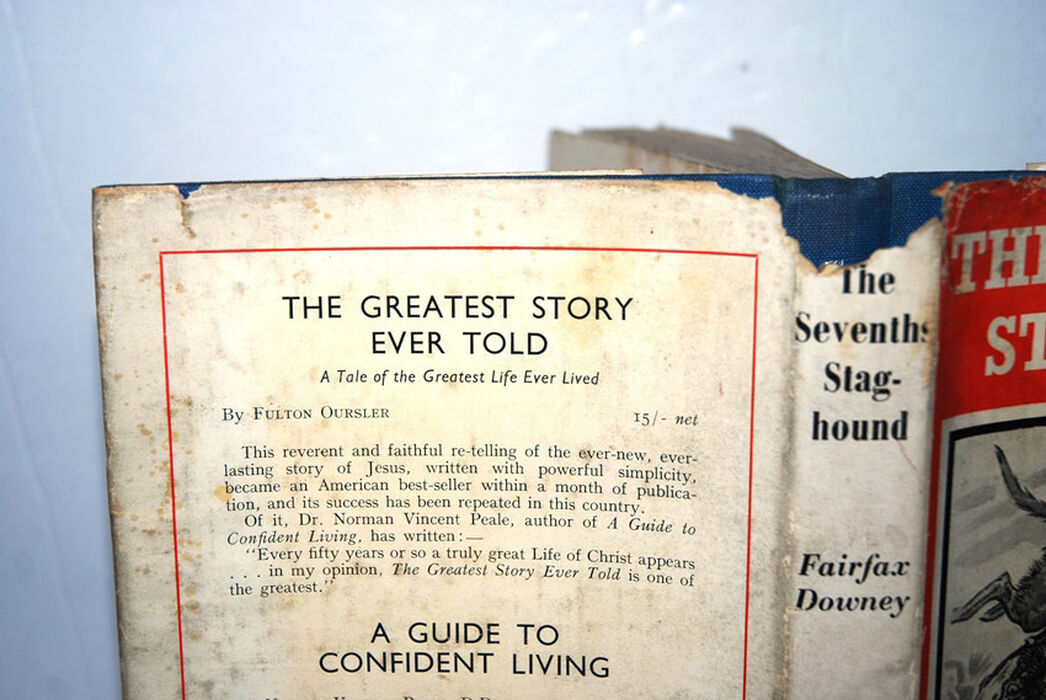 THE GREATEST STORY
EVER TOLD
A Tale of the Greatest Life Ever Lived
By FULTON OURSLER 15/- net
This reverent and faithful re-telling of the ever-new, ever-
lasting story of Jesus, written with powerful simplicity,
became an American best-seller within a month of publica-
tion, and its success has been repeated in this country.
Of it, Dr. Norman Vincent Peale, author of A Guide to
Confident Living, has written:—
"Every fifty years or so a truly great Life of Christ appears
. . . in my opinion, The Greatest Story Ever Told is one of
the greatest."
A GUIDE TO
CONFIDENT LIVING
The
Sevenths
Stag-
hound
Fairfax
Downey
ST